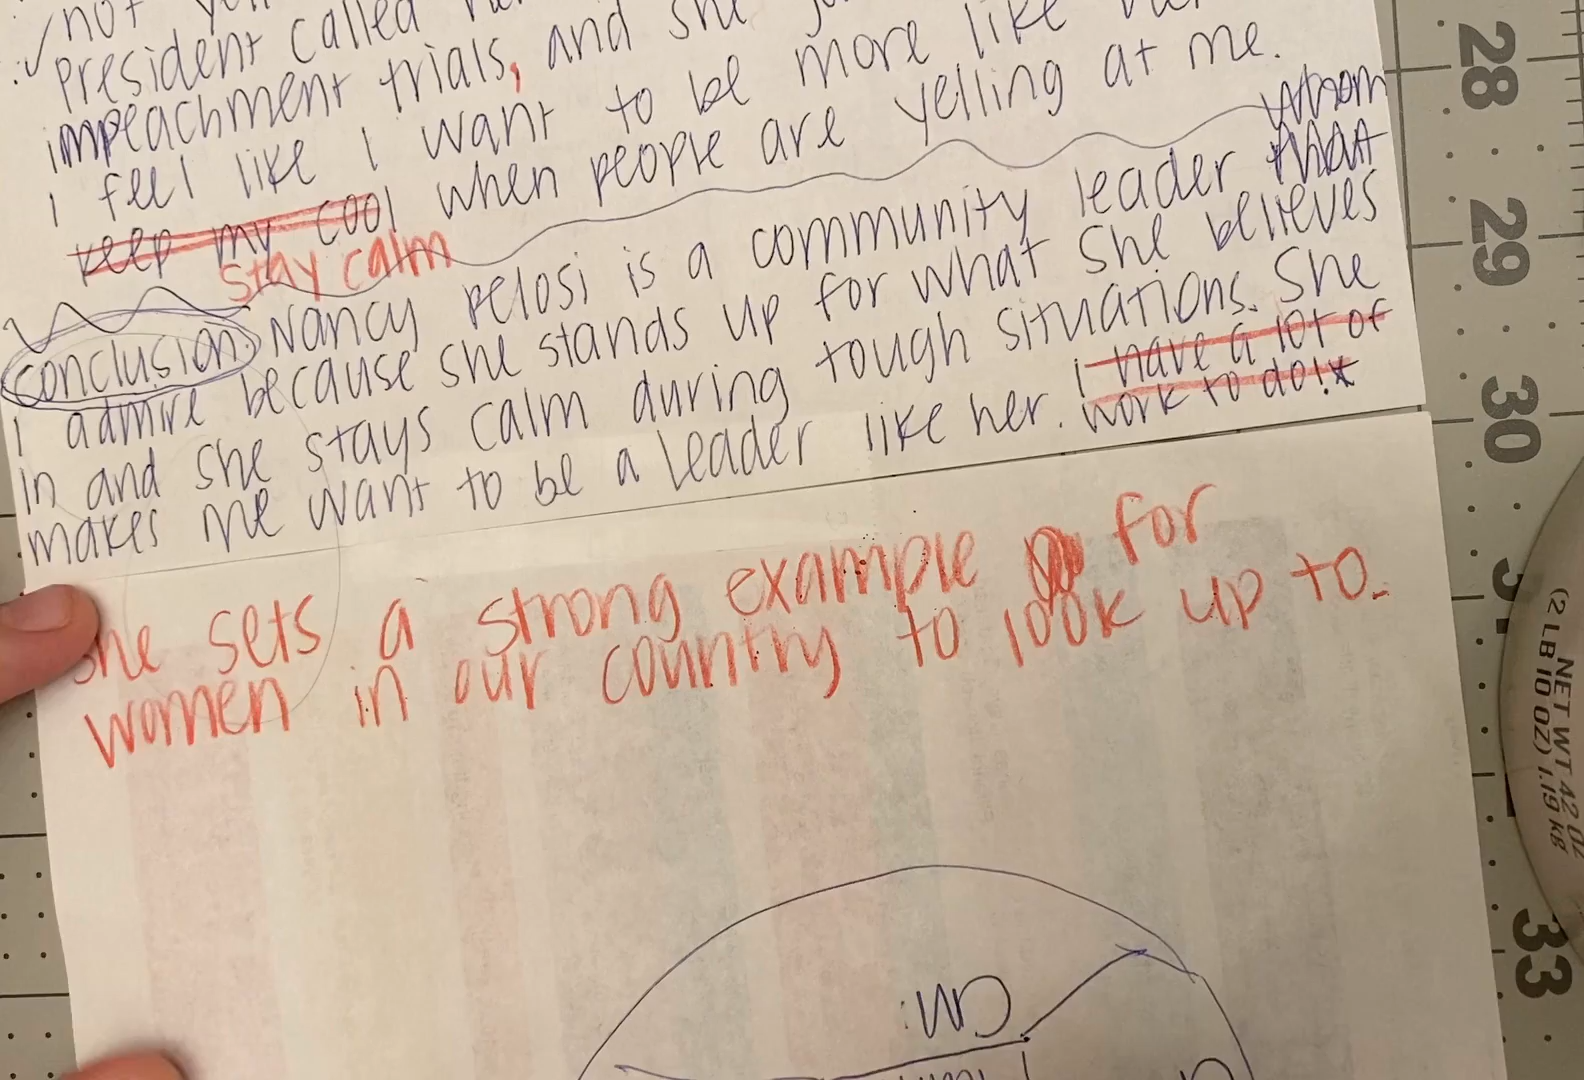 not
president called
impeachment trials, and she
I feel like I want to be more like
keep my cool when people are yelling at me.
stay calm
whom
conclusion: Nancy pelosi is a community leader that
I admire because she stands up for what she believes
in and she stays calm during tough situations. She
makes me want to be a leader like her. I have a lot of
work to do!
she sets a strong example for
women in our country to look up to.
CM:
28
29
30
33
NET WT 42 OZ
(2 LB 10 OZ) 1.19 kg